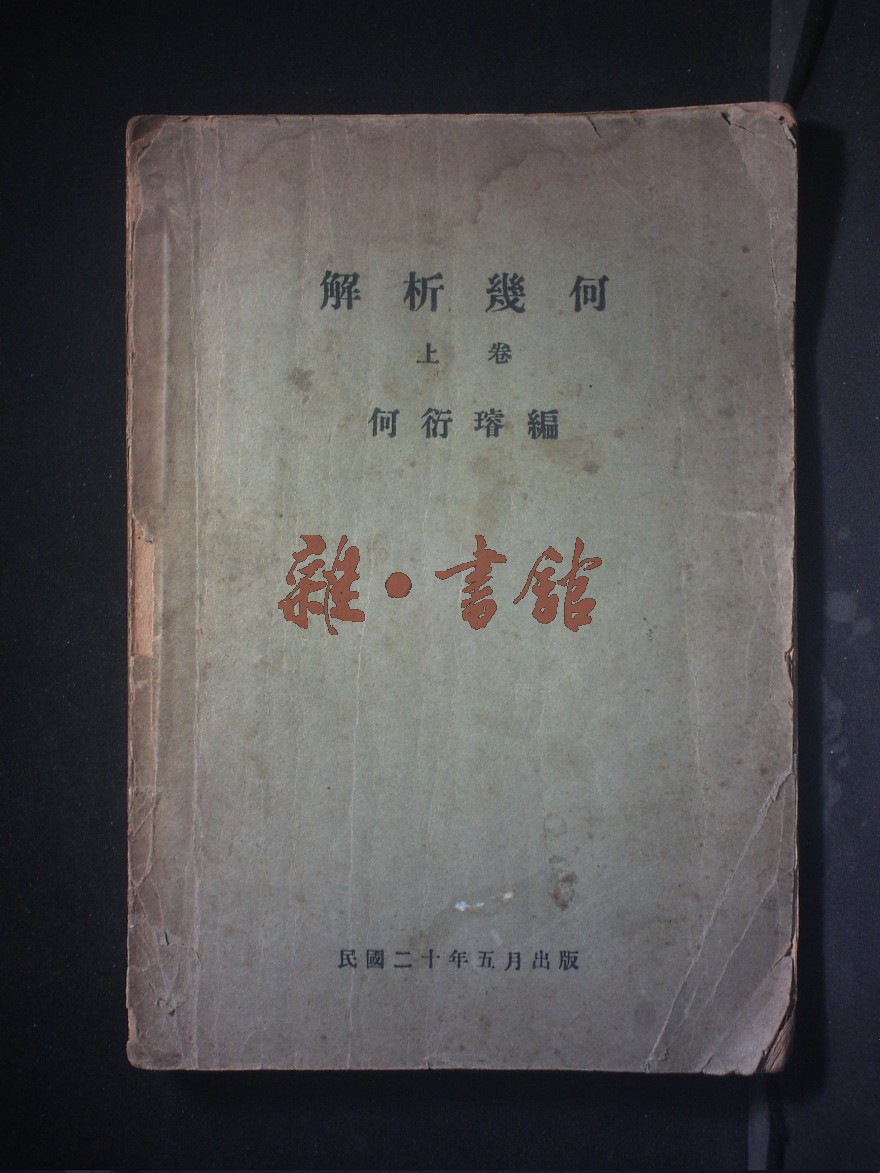 解析幾何
上卷
何衍璿編
雜·書館
民國二十年五月出版